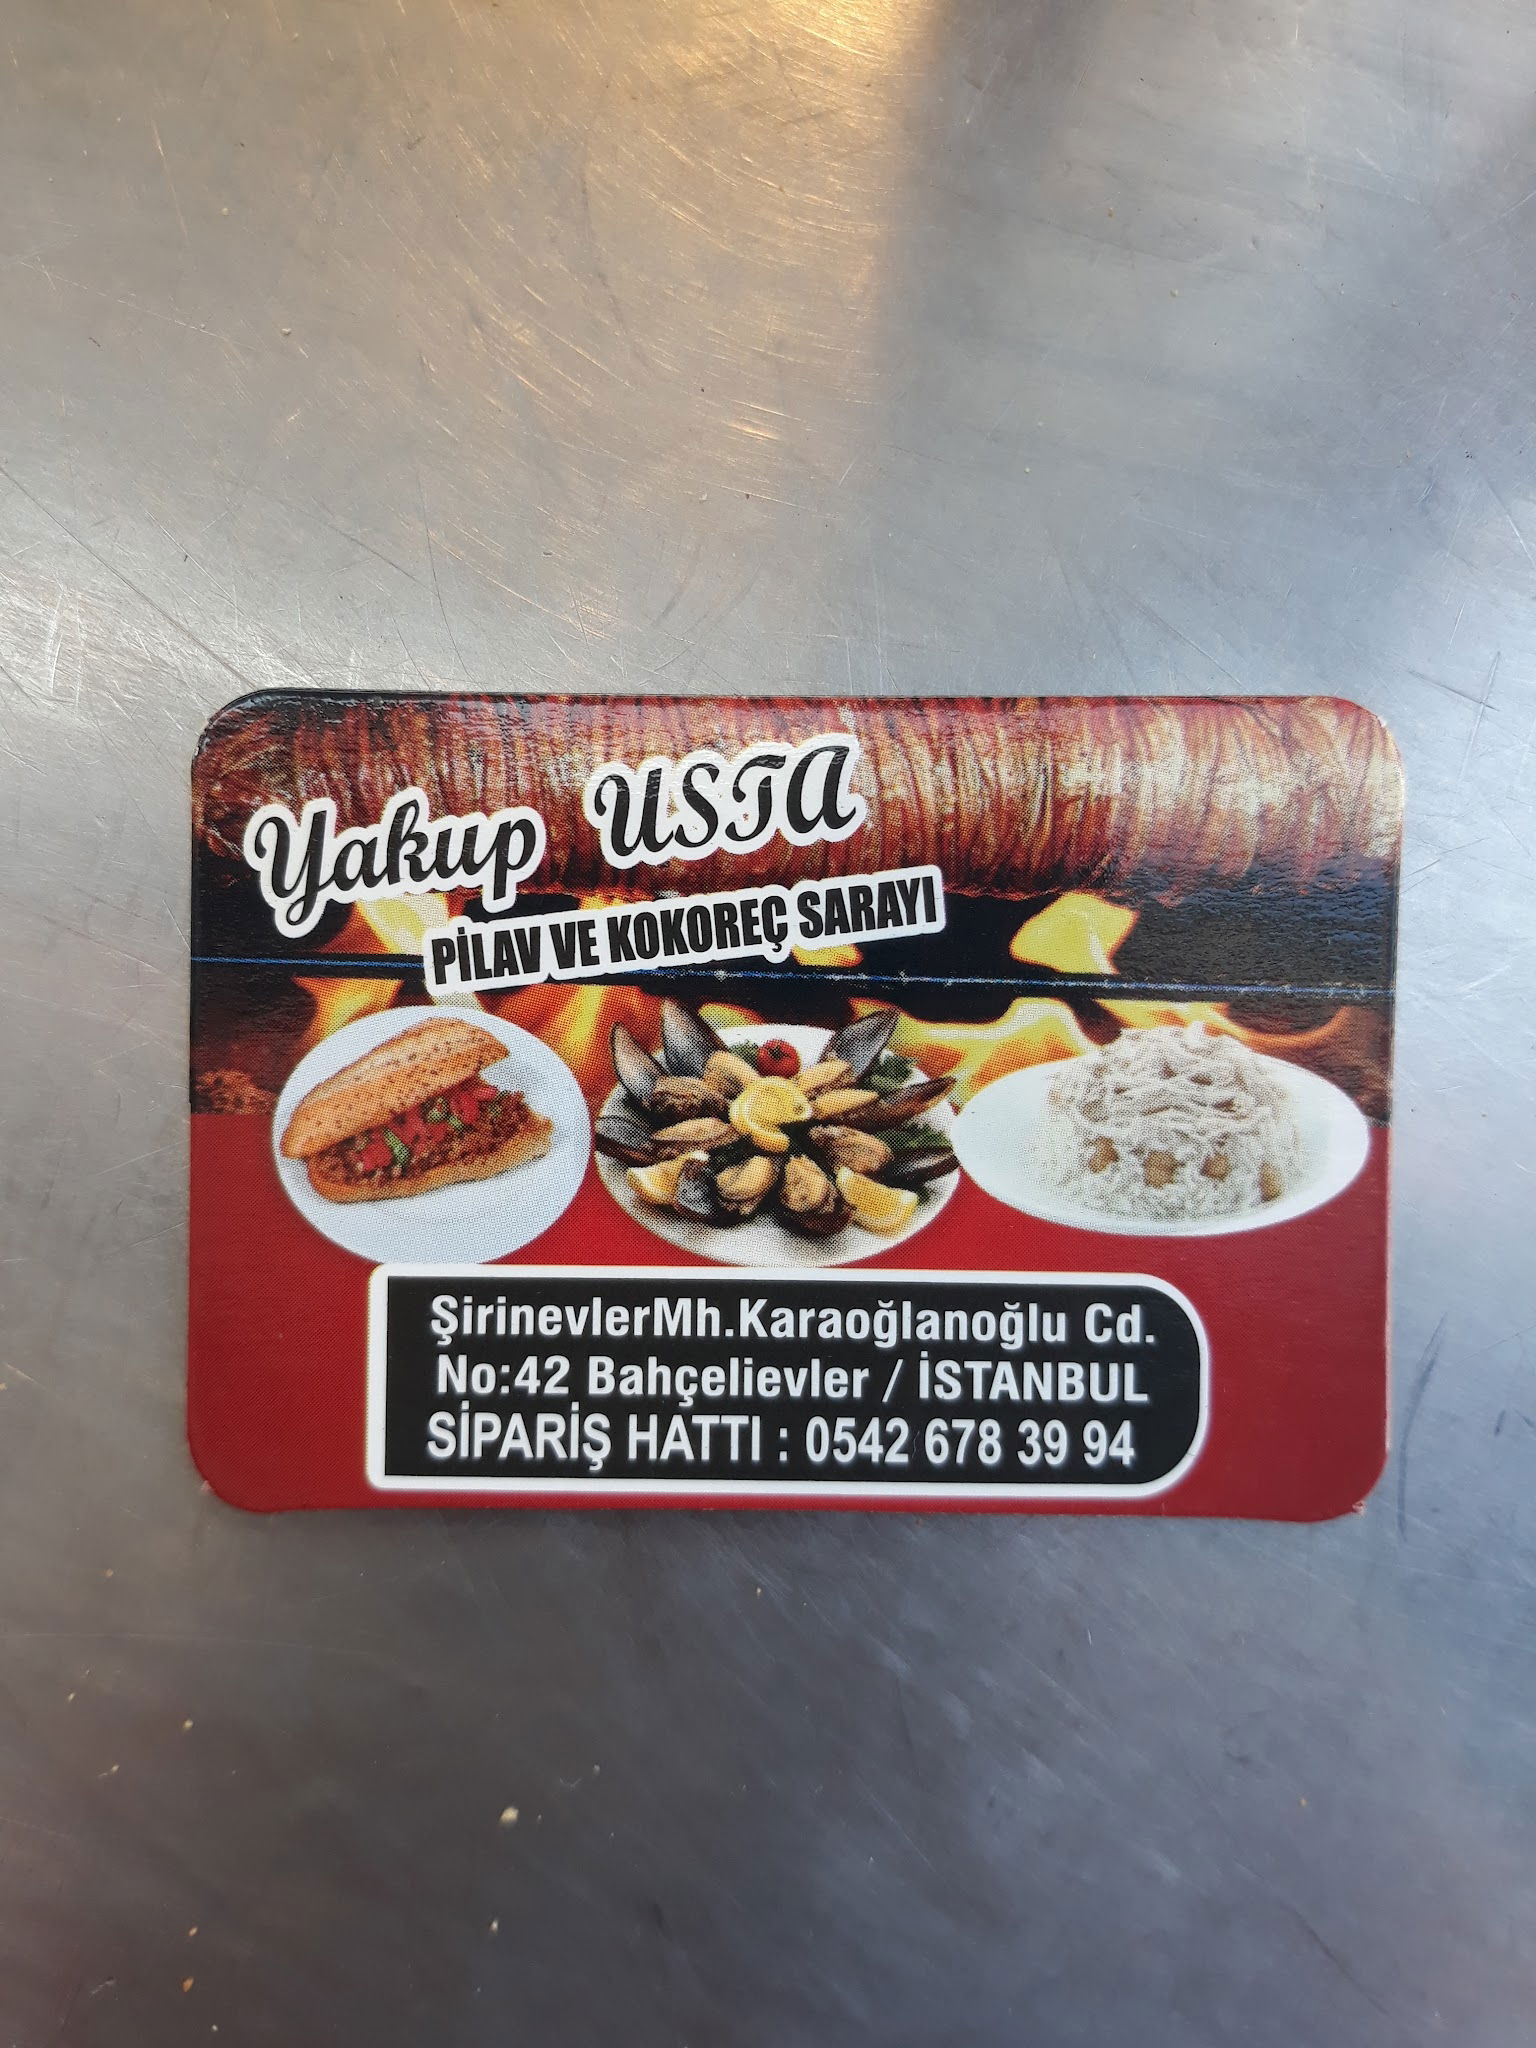 Yakup USTA
PİLAV VE KOKOREÇ SARAYI
ŞirinevlerMh.Karaoğlanoğlu Cd.
No:42 Bahçelievler / İSTANBUL
SİPARİŞ HATTI : 0542 678 39 94